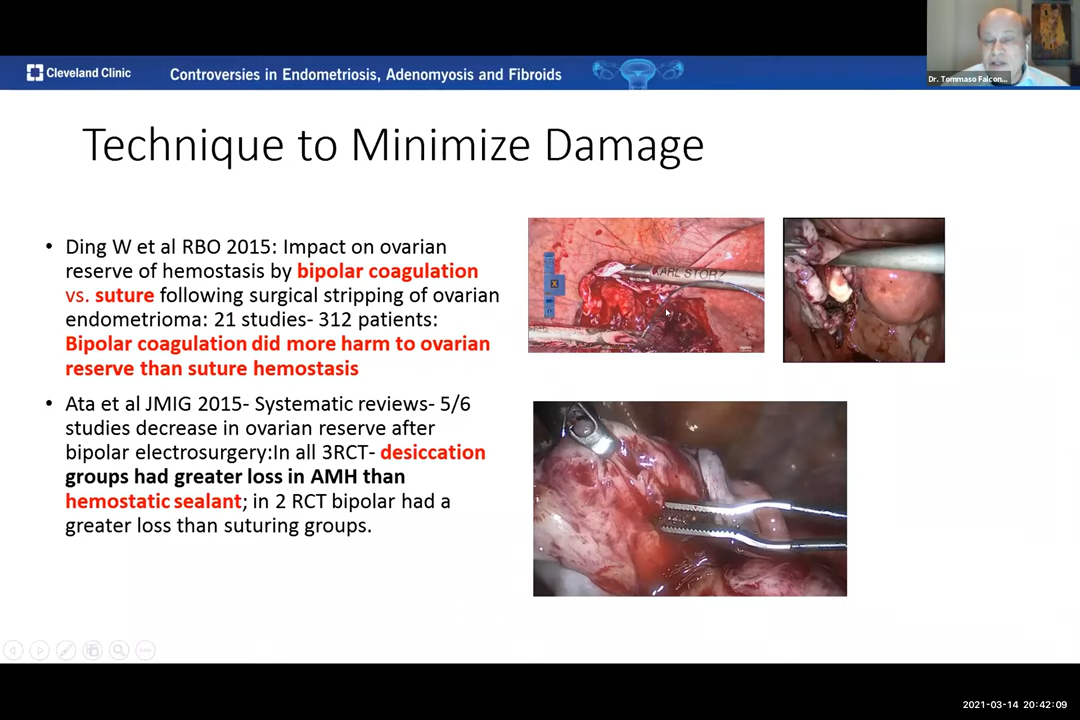 Cleveland Clinic
Controversies in Endometriosis, Adenomyosis and Fibroids
Dr. Tommaso Falcon...
Technique to Minimize Damage
• Ding W et al RBO 2015: Impact on ovarian
reserve of hemostasis by bipolar coagulation
vs. suture following surgical stripping of ovarian
endometrioma: 21 studies- 312 patients:
Bipolar coagulation did more harm to ovarian
reserve than suture hemostasis
• Ata et al JMIG 2015- Systematic reviews- 5/6
studies decrease in ovarian reserve after
bipolar electrosurgery:In all 3RCT- desiccation
groups had greater loss in AMH than
hemostatic sealant; in 2 RCT bipolar had a
greater loss than suturing groups.
KARL STORZ
2021-03-14 20:42:09